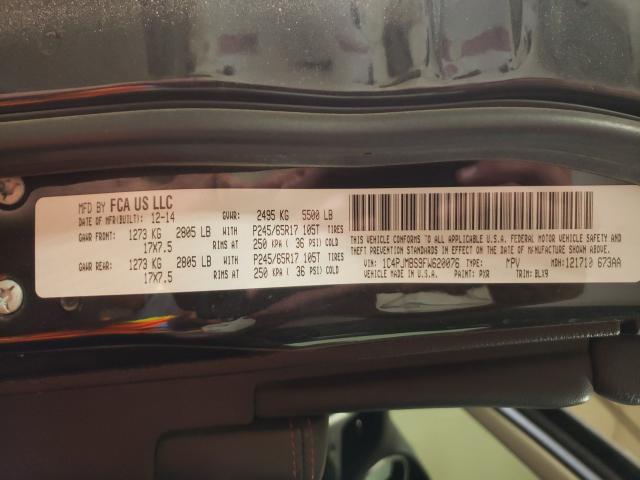 MFD BY FCA US LLC
DATE OF MFR(BUILT): 12-14 GVWR: 2495 KG 5500 LB
GAWR FRONT: 1273 KG 2805 LB WITH P245/65R17 105T TIRES
17X7.5 RIMS AT 250 KPA ( 36 PSI) COLD
GAWR REAR: 1273 KG 2805 LB WITH P245/65R17 105T TIRES
17X7.5 RIMS AT 250 KPA ( 36 PSI) COLD
THIS VEHICLE CONFORMS TO ALL APPLICABLE U.S.A. FEDERAL MOTOR VEHICLE SAFETY AND
THEFT PREVENTION STANDARDS IN EFFECT ON THE DATE OF MANUFACTURE SHOWN ABOVE.
VIN: 1C4PJMBS9FW620076 TYPE: MPV MDH: 121710 673AA
VEHICLE MADE IN U.S.A. PAINT: PXR TRIM: BLX9